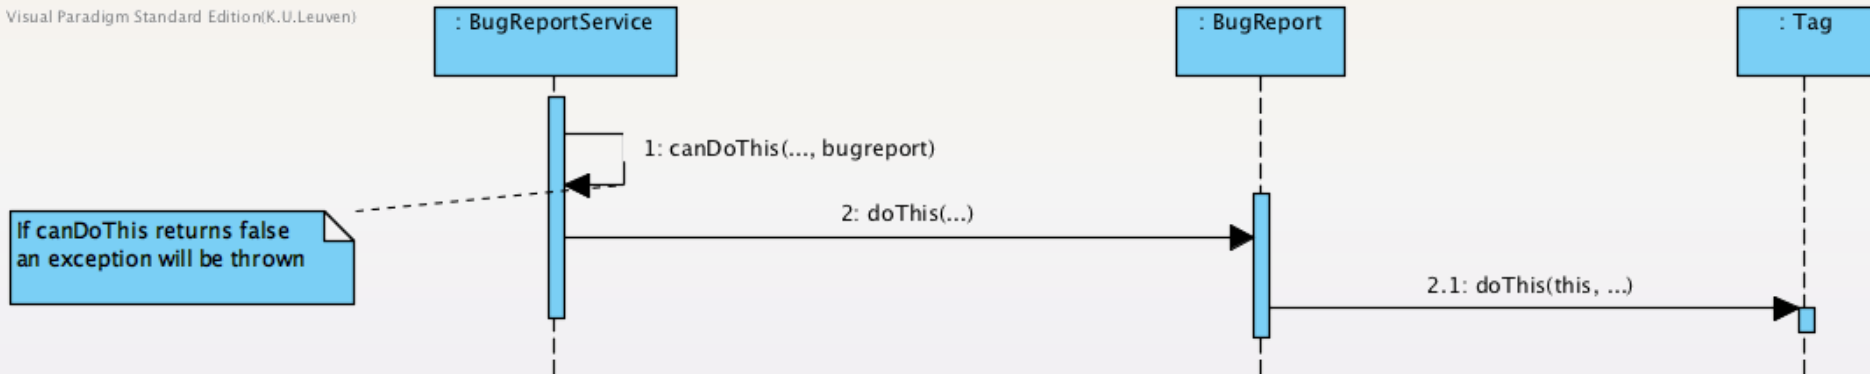 Visual Paradigm Standard Edition(K.U.Leuven)
: BugReportService
: BugReport
: Tag
1: canDoThis(..., bugreport)
2: doThis(...)
If canDoThis returns false
an exception will be thrown
2.1: doThis(this, ...)